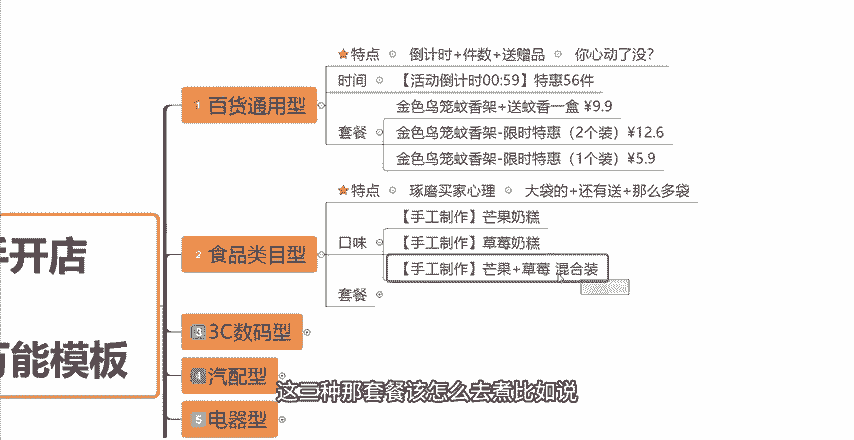 手开店
万能模板
1 百货通用型
特点 倒计时+件数+送赠品 你心动了没?
时间 【活动倒计时00:59】特惠56件
套餐
金色鸟笼蚊香架+送蚊香一盒 ¥9.9
金色鸟笼蚊香架-限时特惠（2个装）¥12.6
金色鸟笼蚊香架-限时特惠（1个装）¥5.9
2 食品类目型
特点 琢磨买家心理 大袋的+还有送+那么多袋
口味
【手工制作】芒果奶糕
【手工制作】草莓奶糕
【手工制作】芒果+草莓 混合装
套餐
3 3C数码型
4 汽配型
5 电器型
这三种那套餐该怎么去煮比如说